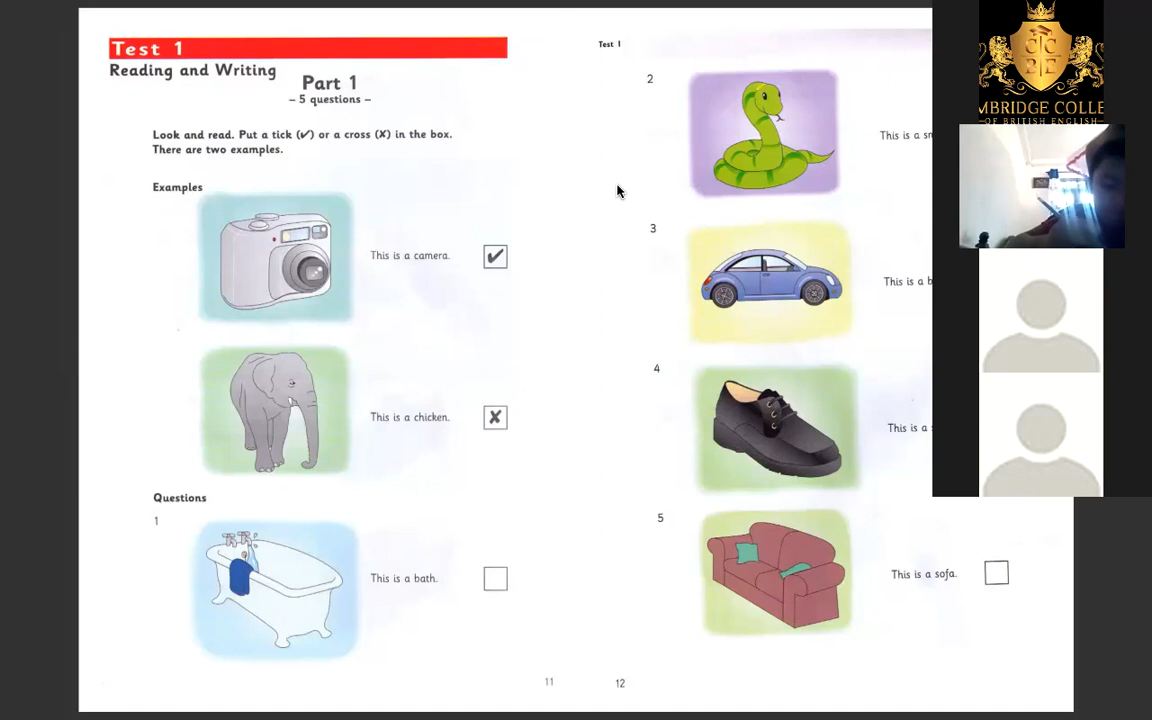 Test 1
Reading and Writing
Part 1
– 5 questions –
Look and read. Put a tick (✔) or a cross (✘) in the box.
There are two examples.
Examples
This is a camera. ✔
This is a chicken. ✘
Questions
1
This is a bath.
11
Test 1
2
This is a sn
3
This is a b
4
This is a
5
This is a sofa.
12
CC
BE
MBRIDGE COLLE
OF BRITISH ENGLISH